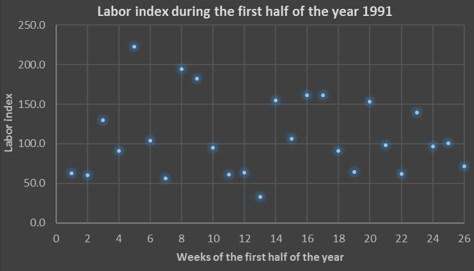 Labor index during the first half of the year 1991
250.0
200.0
150.0
100.0
50.0
0.0
Labor index
0 2 4 6 8 10 12 14 16 18 20 22 24 26
Weeks of the first half of the year